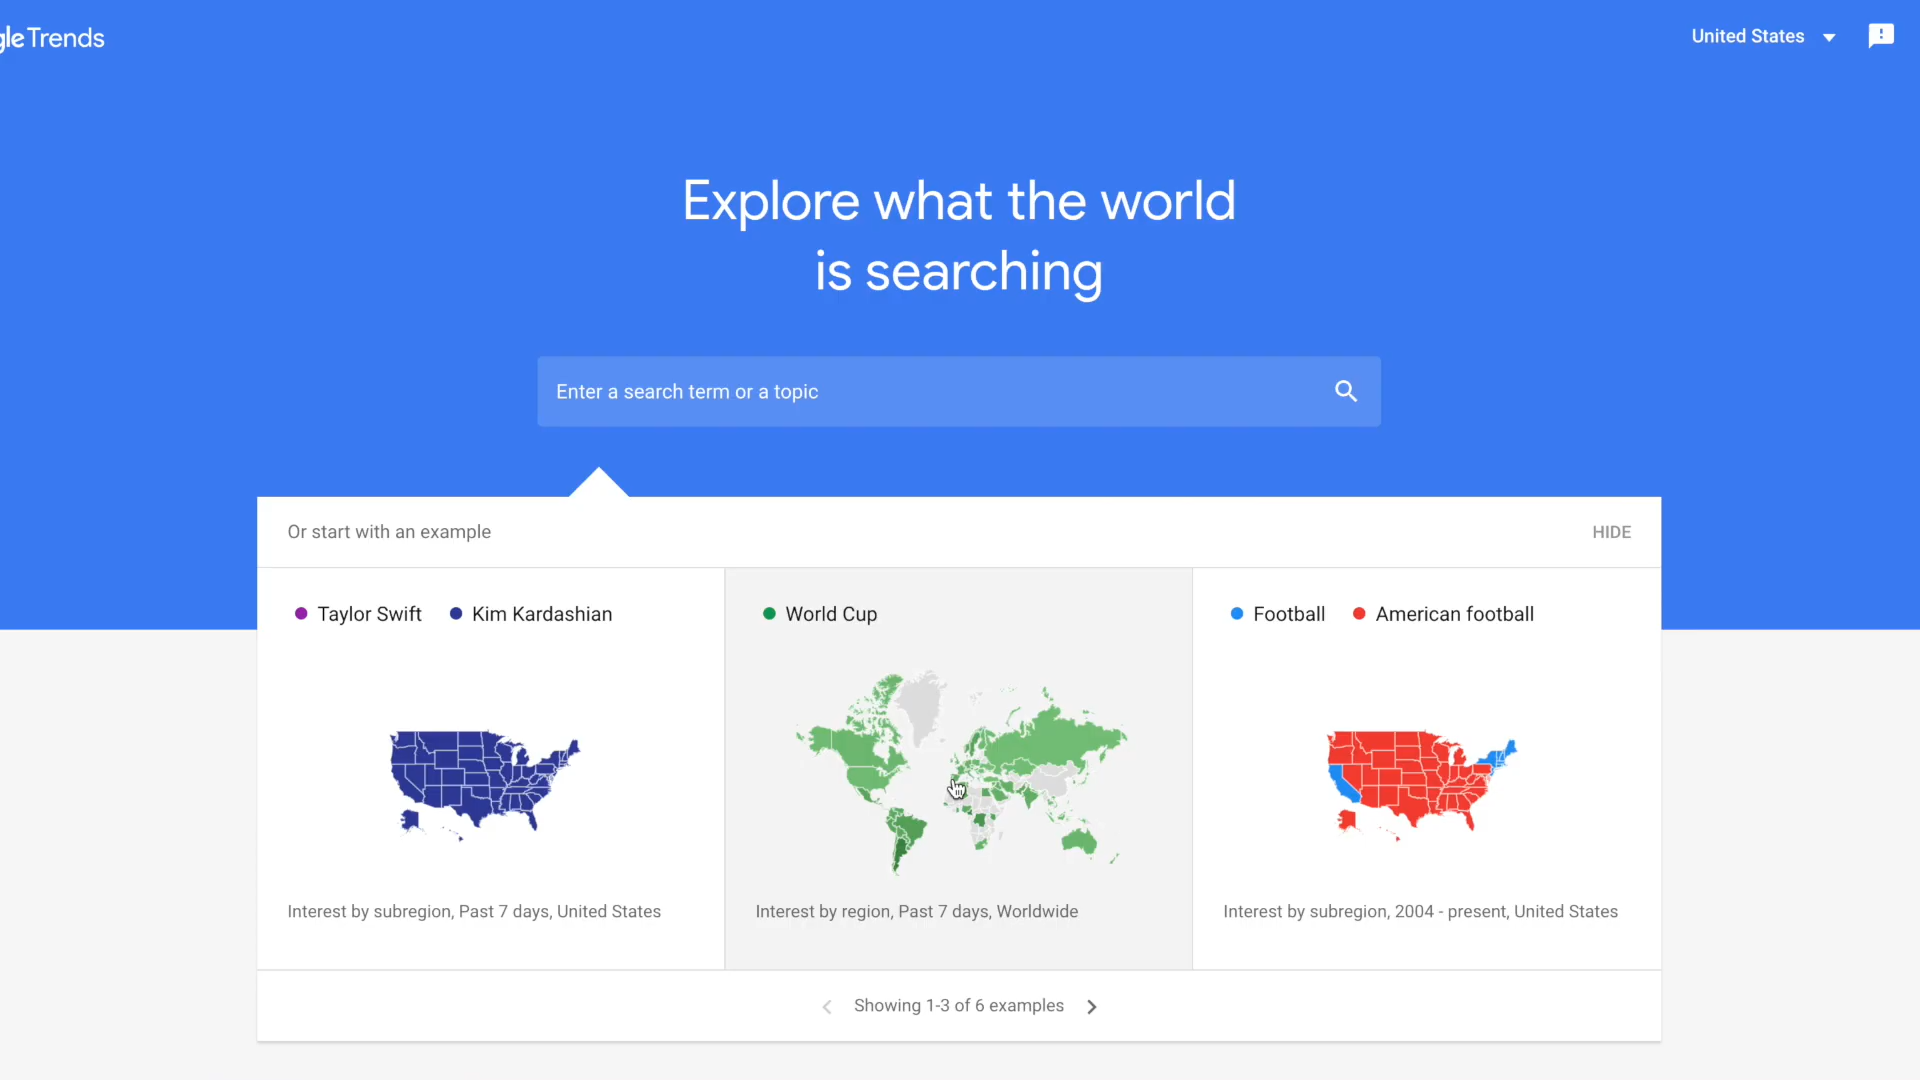 gle Trends
United States
Explore what the world
is searching
Enter a search term or a topic
Or start with an example
HIDE
Taylor Swift Kim Kardashian
World Cup
Football American football
Interest by subregion, Past 7 days, United States
Interest by region, Past 7 days, Worldwide
Interest by subregion, 2004 - present, United States
Showing 1-3 of 6 examples